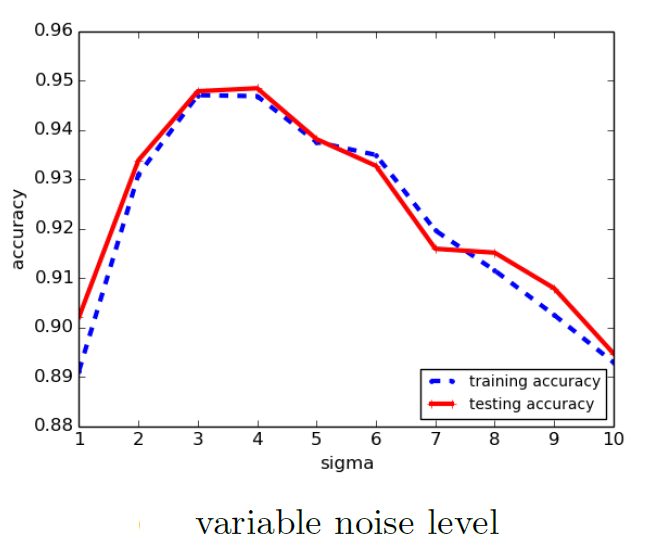 0.96
0.95
0.94
0.93
0.92
0.91
0.90
0.89
0.88
accuracy
training accuracy
testing accuracy
1 2 3 4 5 6 7 8 9 10
sigma
variable noise level